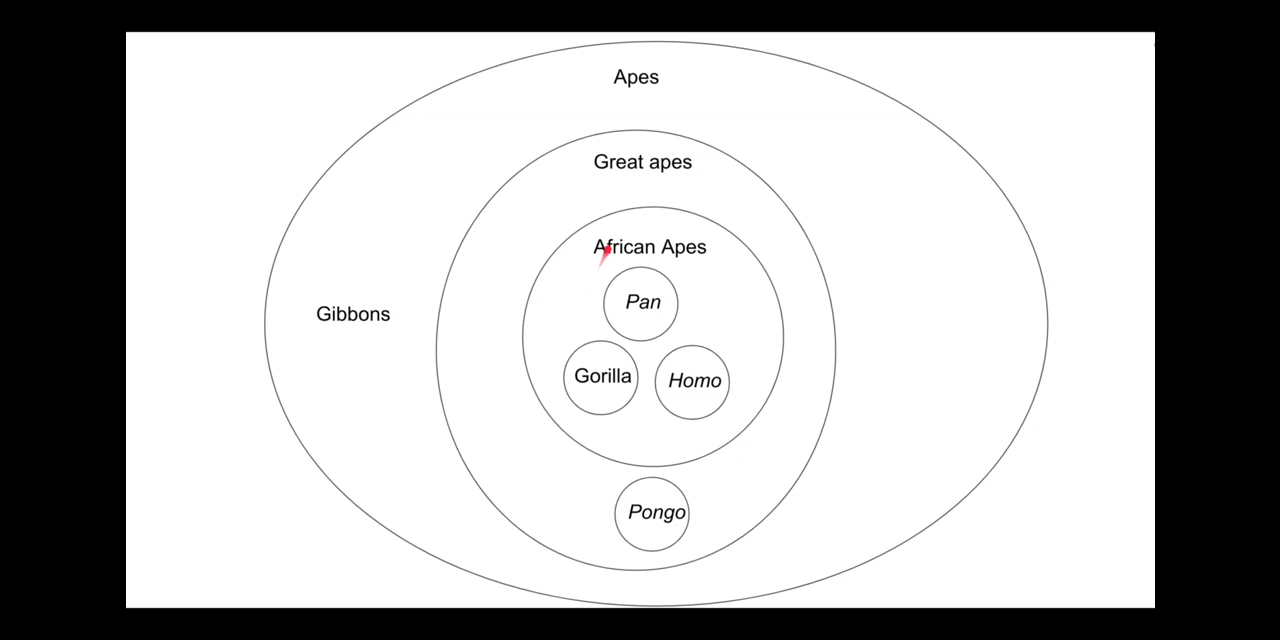 Apes
Great apes
African Apes
Pan
Gibbons
Gorilla
Homo
Pongo